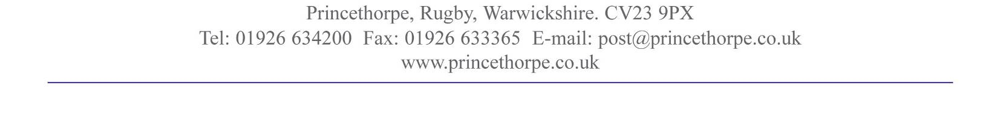 Princethorpe, Rugby, Warwickshire. CV23 9PX
Tel: 01926 634200  Fax: 01926 633365  E-mail: post@princethorpe.co.uk
www.princethorpe.co.uk